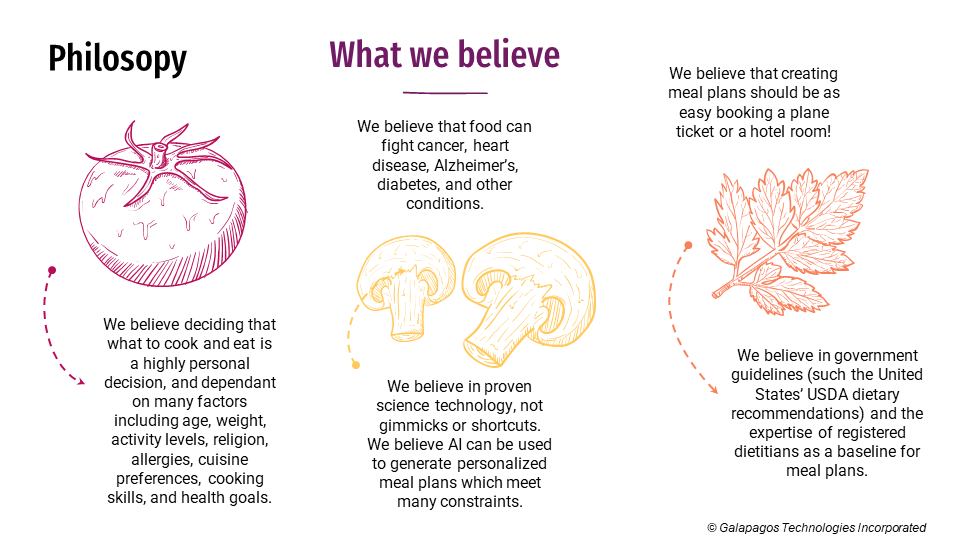 Philosopy
What we believe
We believe deciding that
what to cook and eat is
a highly personal
decision, and dependant
on many factors
including age, weight,
activity levels, religion,
allergies, cuisine
preferences, cooking
skills, and health goals.
We believe that food can
fight cancer, heart
disease, Alzheimer's,
diabetes, and other
conditions.
We believe in proven
science technology, not
gimmicks or shortcuts.
We believe AI can be used
to generate personalized
meal plans which meet
many constraints.
We believe that creating
meal plans should be as
easy booking a plane
ticket or a hotel room!
We believe in government
guidelines (such the United
States' USDA dietary
recommendations) and the
expertise of registered
dietitians as a baseline for
meal plans.
© Galapagos Technologies Incorporated